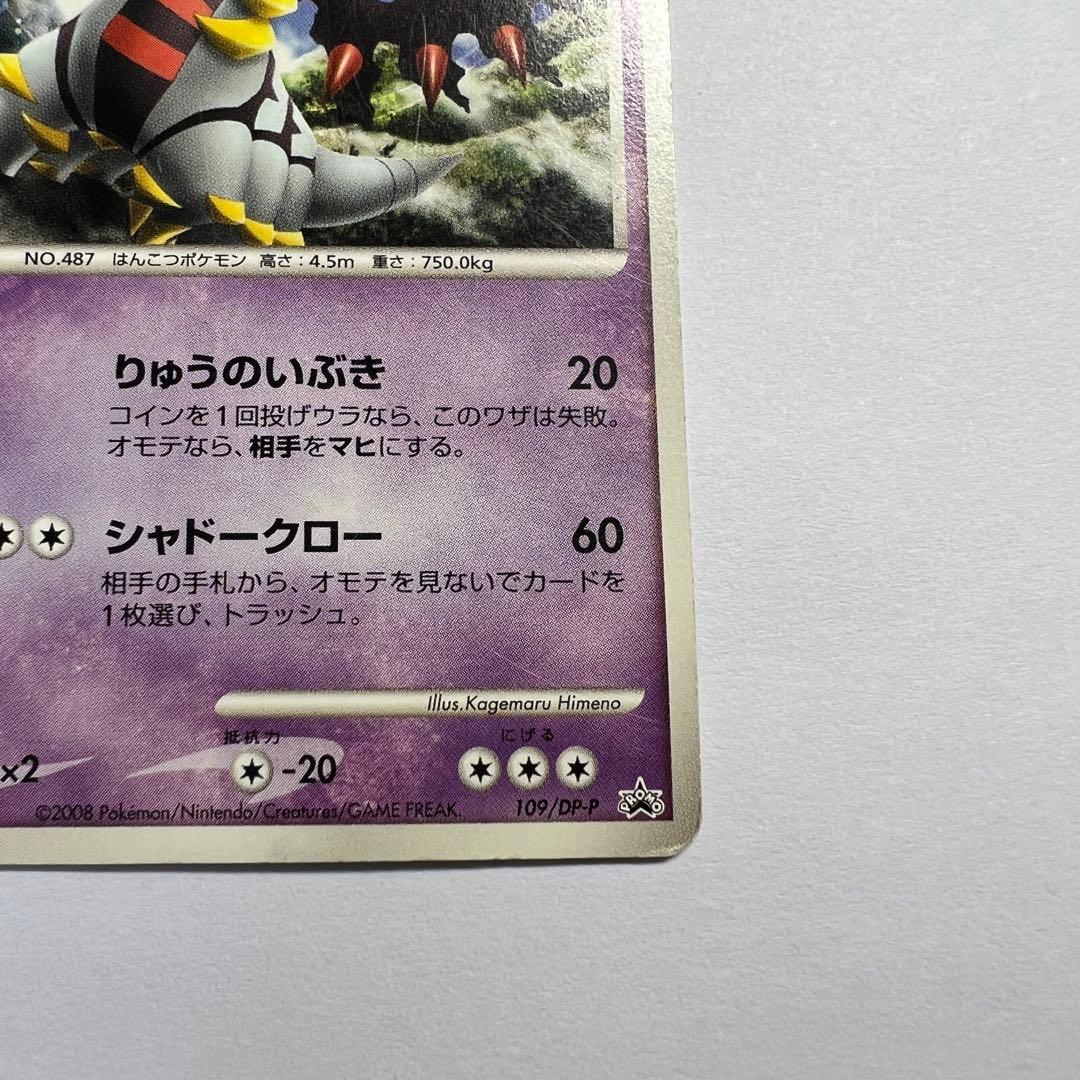 NO.487 はんこつポケモン 高さ：4.5m 重さ：750.0kg
りゅうのいぶき 20
コインを1回投げウラなら、このワザは失敗。
オモテなら、相手をマヒにする。
シャドークロー 60
相手の手札から、オモテを見ないでカードを
1枚選び、トラッシュ。
Illus.Kagemaru Himeno
抵抗力 にげる
×2 -20
©2008 Pokémon/Nintendo/Creatures/GAME FREAK. 109/DP-P PROMO